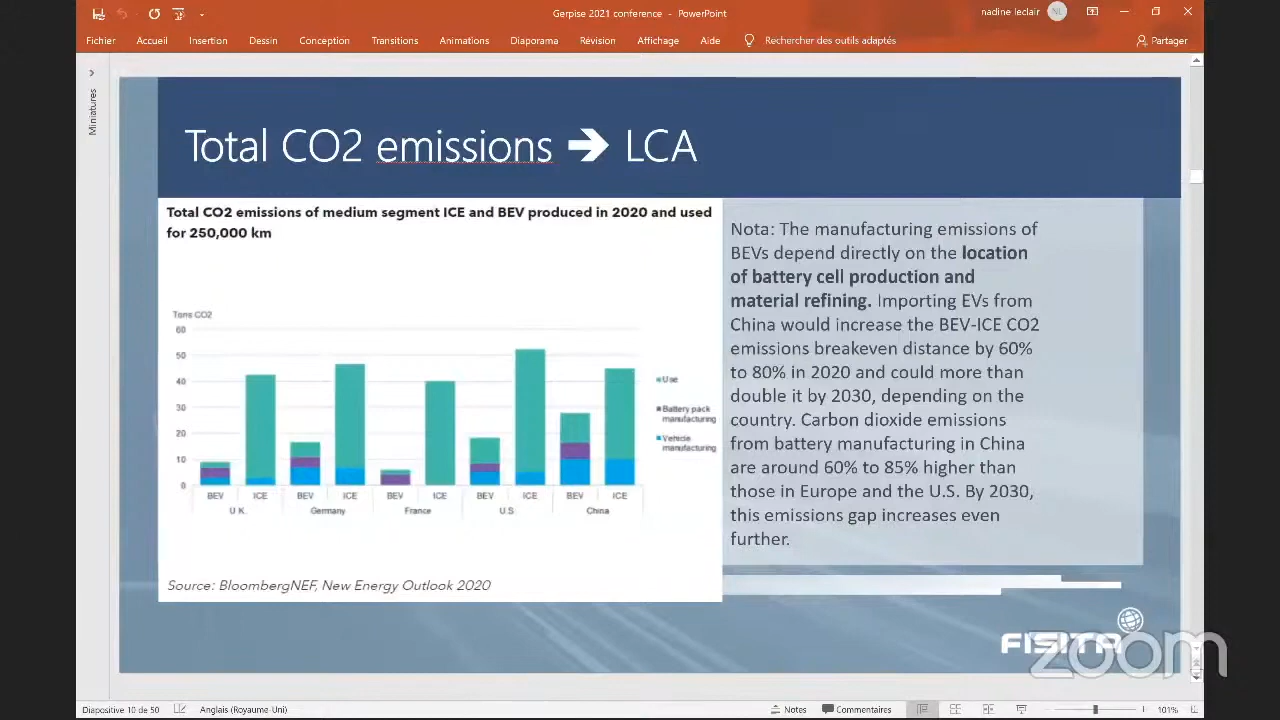 Gerpise 2021 conference - PowerPoint
nadine leclair
NL
Fichier
Accueil
Insertion
Dessin
Conception
Transitions
Animations
Diaporama
Révision
Affichage
Aide
Rechercher des outils adaptés
Partager
Miniatures
Total CO2 emissions → LCA
Total CO2 emissions of medium segment ICE and BEV produced in 2020 and used
for 250,000 km
Tons CO2
60
50
40
30
20
10
0
BEV ICE BEV ICE BEV ICE BEV ICE BEV ICE
U.K. Germany France U.S. China
Use
Battery pack
manufacturing
Vehicle
manufacturing
Source: BloombergNEF, New Energy Outlook 2020
Nota: The manufacturing emissions of
BEVs depend directly on the location
of battery cell production and
material refining. Importing EVs from
China would increase the BEV-ICE CO2
emissions breakeven distance by 60%
to 80% in 2020 and could more than
double it by 2030, depending on the
country. Carbon dioxide emissions
from battery manufacturing in China
are around 60% to 85% higher than
those in Europe and the U.S. By 2030,
this emissions gap increases even
further.
FISITA
zoom
Diapositive 10 de 50
Anglais (Royaume-Uni)
Notes
Commentaires
101%